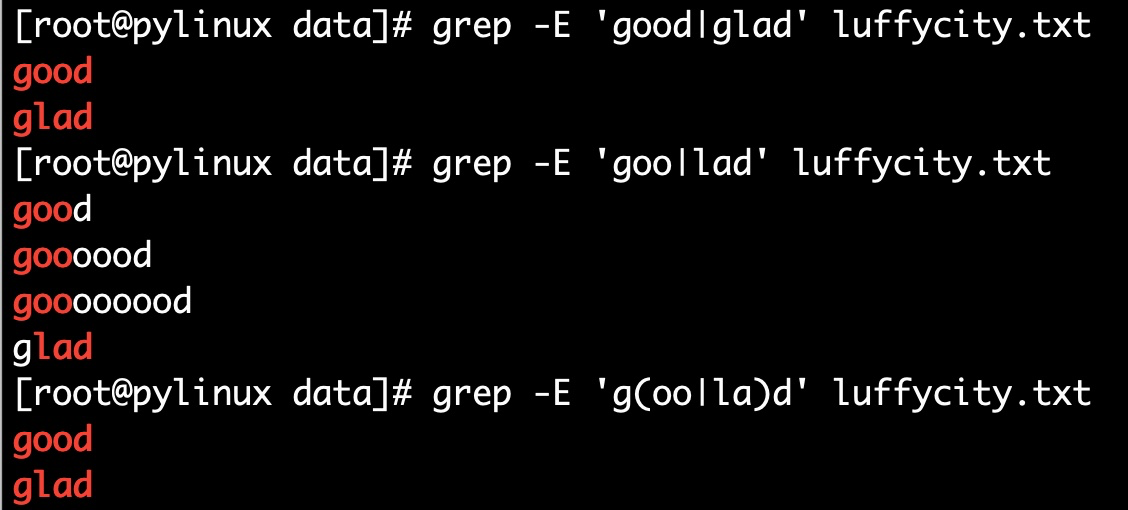 [root@pylinux data]# grep -E 'good|glad' luffycity.txt
good
glad
[root@pylinux data]# grep -E 'goo|lad' luffycity.txt
good
goooood
goooooood
glad
[root@pylinux data]# grep -E 'g(oo|la)d' luffycity.txt
good
glad